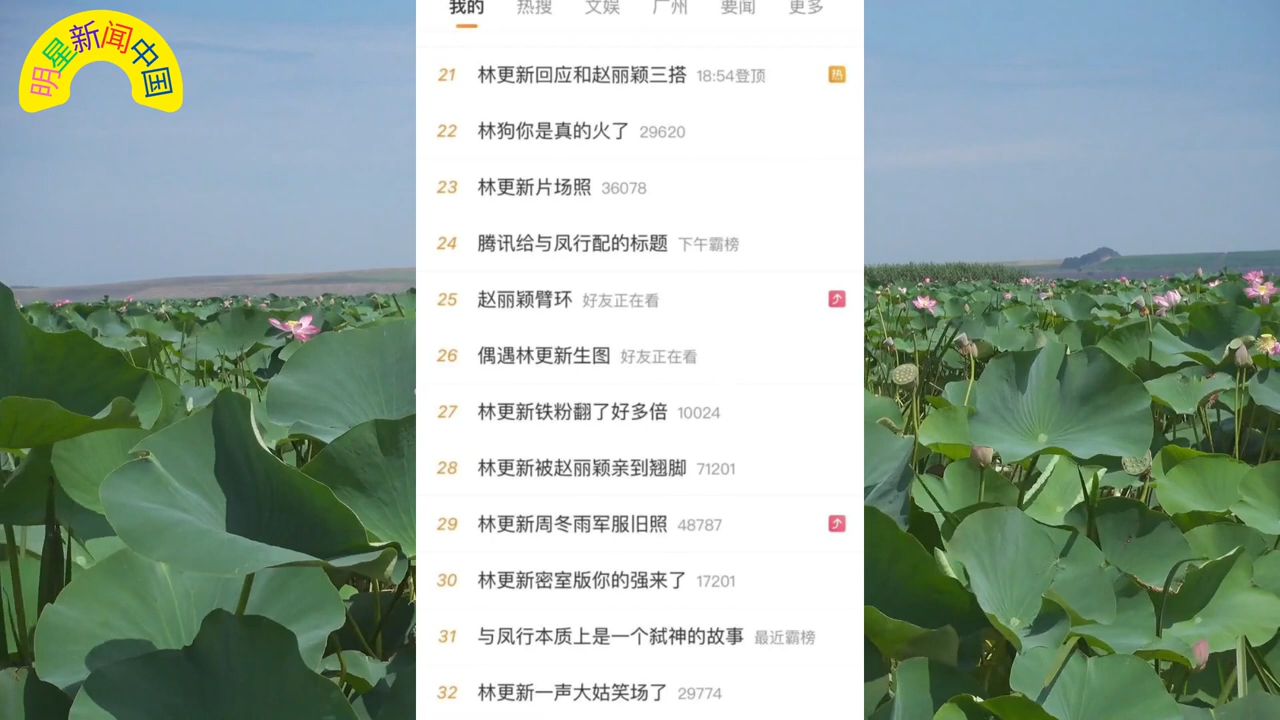 明星新闻中国
我的 热搜 文娱 广州 要闻 更多
21 林更新回应和赵丽颖三搭 18:54登顶 热
22 林狗你是真的火了 29620
23 林更新片场照 36078
24 腾讯给与凤行配的标题 下午霸榜
25 赵丽颖臂环 好友正在看
26 偶遇林更新生图 好友正在看
27 林更新铁粉翻了好多倍 10024
28 林更新被赵丽颖亲到翘脚 71201
29 林更新周冬雨军服旧照 48787
30 林更新密室版你的强来了 17201
31 与凤行本质上是一个弑神的故事 最近霸榜
32 林更新一声大姑笑场了 29774